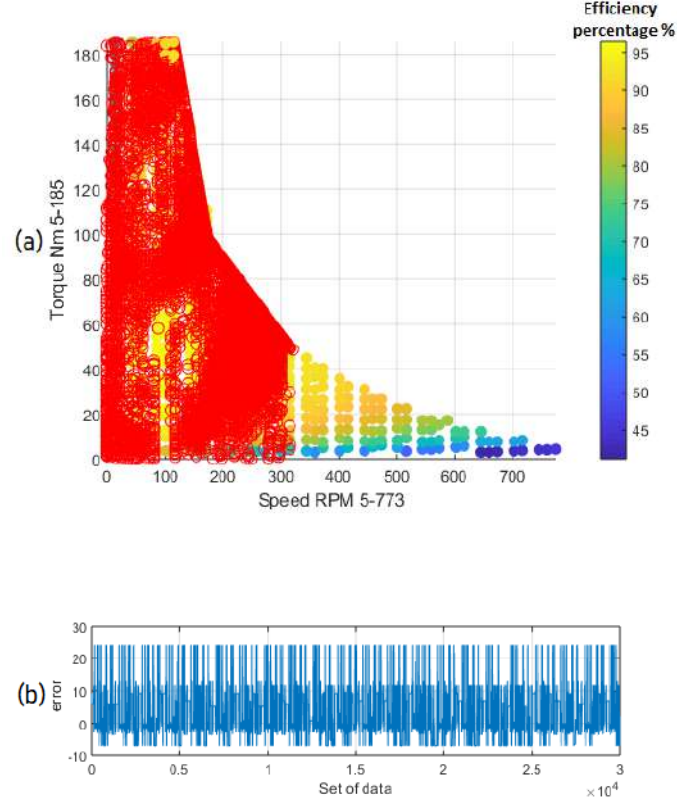 Efficiency
percentage %
(a)
Torque Nm 5-185
180
160
140
120
100
80
60
40
20
0
0 100 200 300 400 500 600 700
Speed RPM 5-773
95
90
85
80
75
70
65
60
55
50
45
(b)
error
30
20
10
0
-10
0 0.5 1 1.5 2 2.5 3
Set of data
×10⁴